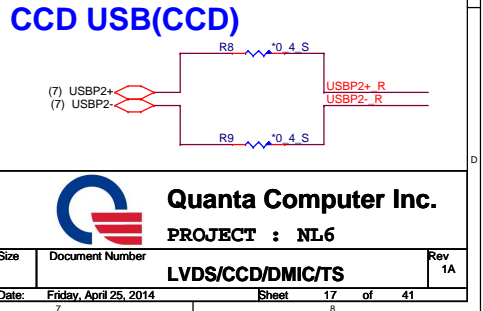 CCD USB(CCD)
R8 *0_4_S
(7) USBP2+ USBP2+_R
(7) USBP2- USBP2-_R
R9 *0_4_S
D
Quanta Computer Inc.
PROJECT : NL6
Size Document Number Rev
LVDS/CCD/DMIC/TS 1A
Date: Friday, April 25, 2014 Sheet 17 of 41
7 8